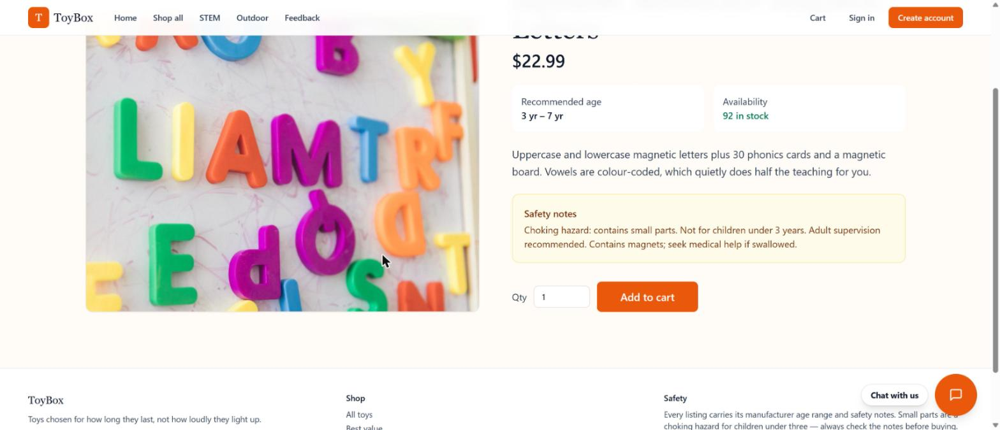 T ToyBox Home Shop all STEM Outdoor Feedback Cart Sign in Create account
Letters
$22.99
Recommended age
3 yr – 7 yr
Availability
92 in stock
Uppercase and lowercase magnetic letters plus 30 phonics cards and a magnetic
board. Vowels are colour-coded, which quietly does half the teaching for you.
Safety notes
Choking hazard: contains small parts. Not for children under 3 years. Adult supervision
recommended. Contains magnets; seek medical help if swallowed.
Qty 1 Add to cart
B
Y
L I A M T R F
E d Q D T
E S N
ToyBox
Toys chosen for how long they last, not how loudly they light up.
Shop
All toys
Best value
Safety
Every listing carries its manufacturer age range and safety notes. Small parts are a
choking hazard for children under three — always check the notes before buying.
Chat with us